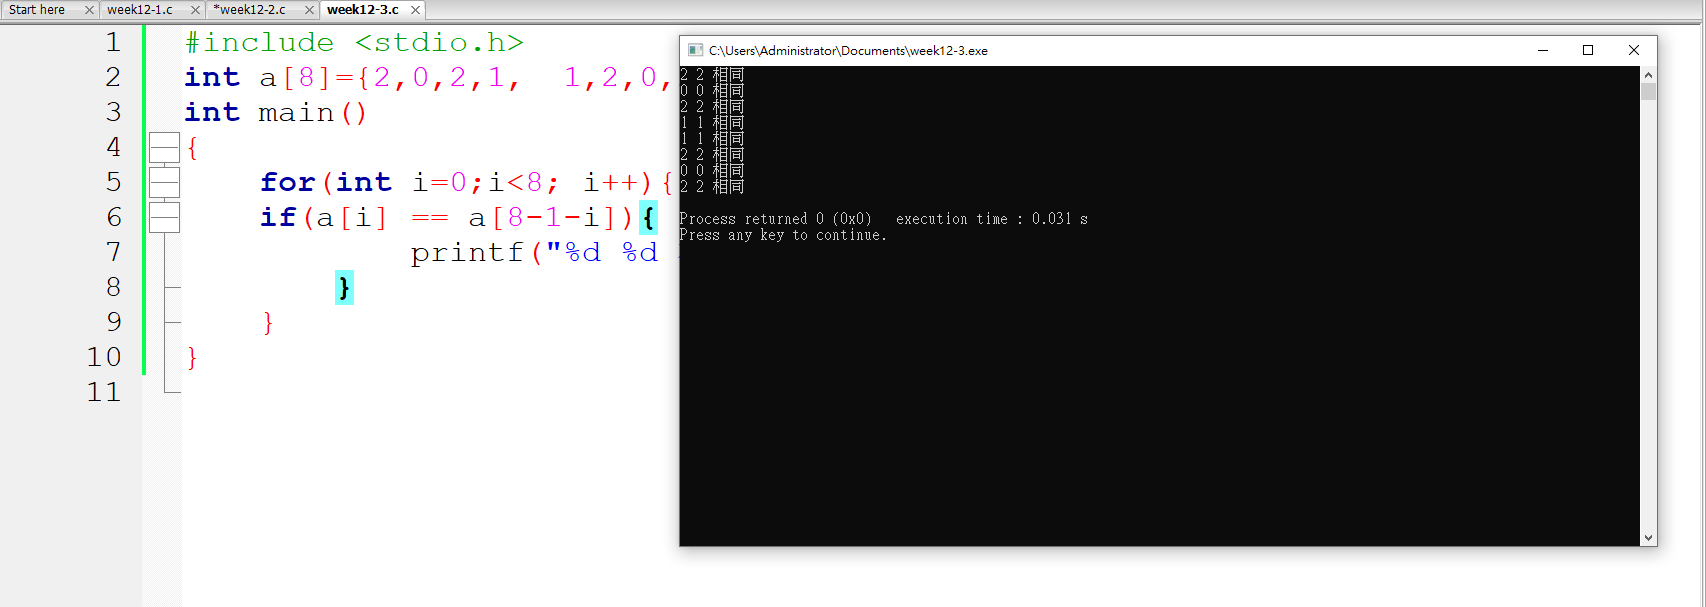 Start here
week12-1.c
*week12-2.c
week12-3.c
1 #include <stdio.h>
2 int a[8]={2,0,2,1,  1,2,0,
3 int main()
4 {
5     for(int i=0;i<8; i++){
6     if(a[i] == a[8-1-i]){
7             printf("%d %d
8         }
9     }
10 }
11
C:\Users\Administrator\Documents\week12-3.exe
2 2 相同
0 0 相同
2 2 相同
1 1 相同
1 1 相同
2 2 相同
0 0 相同
2 2 相同
Process returned 0 (0x0)   execution time : 0.031 s
Press any key to continue.